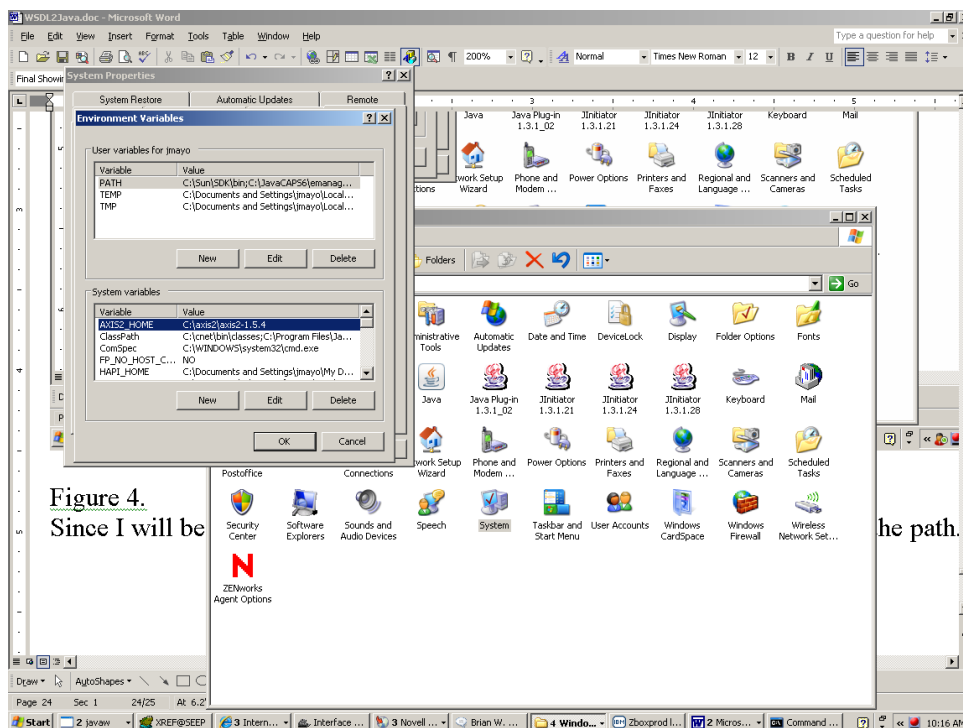 WSDL2Java.doc - Microsoft Word
File Edit View Insert Format Tools Table Window Help
Type a question for help
200%
Normal
Times New Roman
12
B I U
Final Showi
System Properties
System Restore Automatic Updates Remote
Environment Variables
User variables for jmayo
Variable Value
PATH C:\Sun\SDK\bin;C:\JavaCAPS6\emanag...
TEMP C:\Documents and Settings\jmayo\Local...
TMP C:\Documents and Settings\jmayo\Local...
New Edit Delete
System variables
Variable Value
AXIS2_HOME C:\axis2\axis2-1.5.4
ClassPath C:\cnet\bin\classes;C:\Program Files\Ja...
ComSpec C:\WINDOWS\system32\cmd.exe
FP_NO_HOST_C... NO
HAPI_HOME C:\Documents and Settings\jmayo\My D...
New Edit Delete
OK Cancel
3 4 5
Java Java Plug-in JInitiator JInitiator JInitiator Keyboard Mail
1.3.1_02 1.3.1.21 1.3.1.24 1.3.1.28
work Setup Phone and Power Options Printers and Regional and Scanners and Scheduled
Wizard Modem ... Faxes Language ... Cameras Tasks
tions
Folders
Go
ministrative Automatic Date and Time DeviceLock Display Folder Options Fonts
Tools Updates
Java Java Plug-in JInitiator JInitiator JInitiator Keyboard Mail
1.3.1_02 1.3.1.21 1.3.1.24 1.3.1.28
work Setup Phone and Power Options Printers and Regional and Scanners and Scheduled
Postoffice Connections Wizard Modem ... Faxes Language ... Cameras Tasks
Security Software Sounds and Speech System Taskbar and User Accounts Windows Windows Wireless
Center Explorers Audio Devices Start Menu CardSpace Firewall Network Set...
ZENworks
Agent Options
Figure 4.
Since I will be he path.
Draw AutoShapes
Page 24 Sec 1 24/25 At 6.2"
Start 2 javaw XREF@SEEP 3 Intern... Interface ... 3 Novell ... Brian W. ... 4 Windo... Zboxprod I... 2 Micros... Command ... 10:16 AM